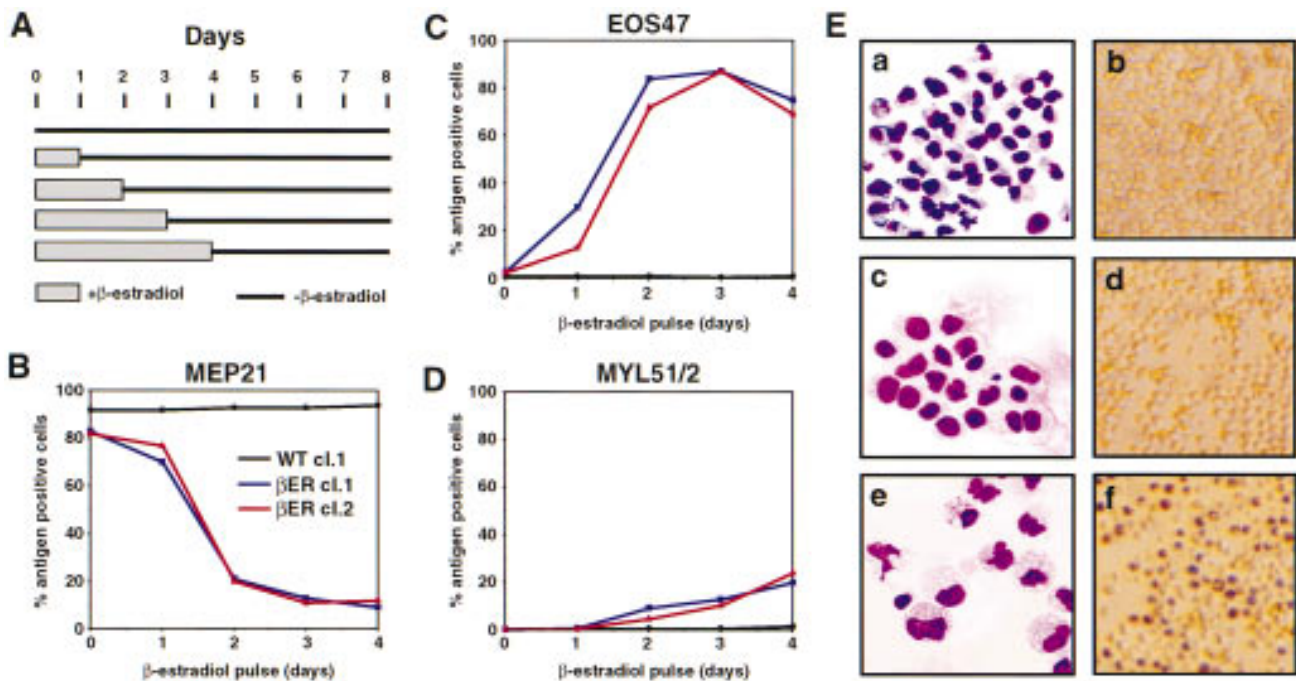 A
Days
0 1 2 3 4 5 6 7 8
+β-estradiol
-β-estradiol
B
MEP21
% antigen positive cells
100
80
60
40
20
0
WT cl.1
βER cl.1
βER cl.2
0 1 2 3 4
β-estradiol pulse (days)
C
EOS47
% antigen positive cells
100
80
60
40
20
0
0 1 2 3 4
β-estradiol pulse (days)
D
MYL51/2
% antigen positive cells
100
80
60
40
20
0
0 1 2 3 4
β-estradiol pulse (days)
E
a
b
c
d
e
f